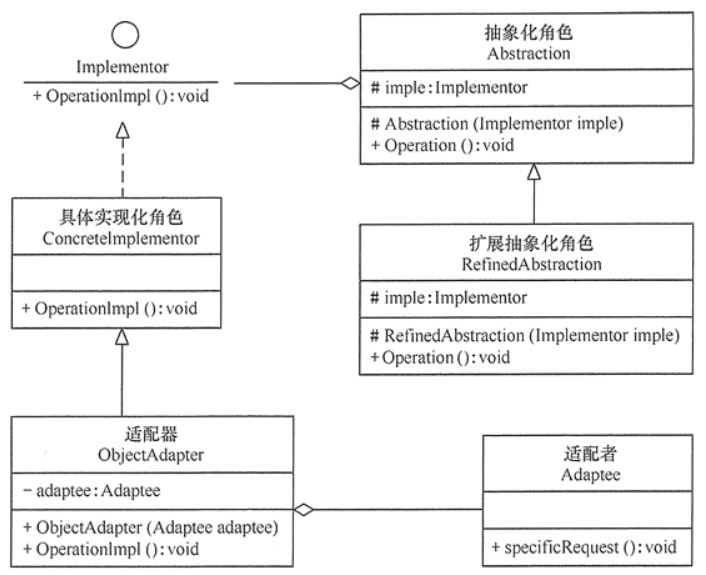 Implementor
+ OperationImpl ( ) : void
抽象化角色
Abstraction
# imple : Implementor
# Abstraction (Implementor imple)
+ Operation ( ) : void
具体实现化角色
ConcreteImplementor
+ OperationImpl ( ) : void
扩展抽象化角色
RefinedAbstraction
# imple : Implementor
# RefinedAbstraction (Implementor imple)
+ Operation ( ) : void
适配器
ObjectAdapter
− adaptee : Adaptee
+ ObjectAdapter (Adaptee adaptee)
+ OperationImpl ( ) : void
适配者
Adaptee
+ specificRequest ( ) : void